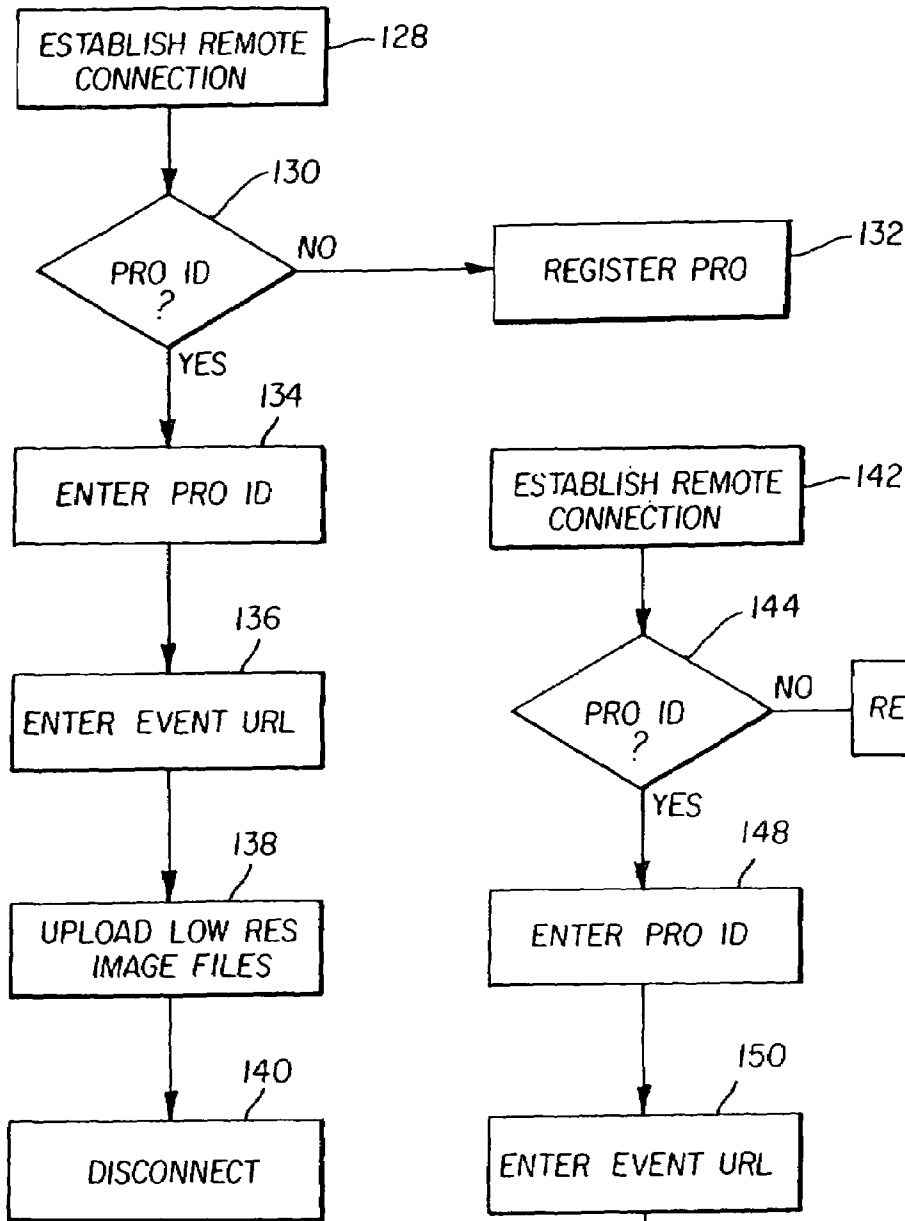 ESTABLISH REMOTE
CONNECTION
128
130
PRO ID
?
NO
YES
REGISTER PRO
132
134
ENTER PRO ID
136
ENTER EVENT URL
138
UPLOAD LOW RES
IMAGE FILES
140
DISCONNECT
ESTABLISH REMOTE
CONNECTION
142
144
PRO ID
?
NO
YES
RE
148
ENTER PRO ID
150
ENTER EVENT URL